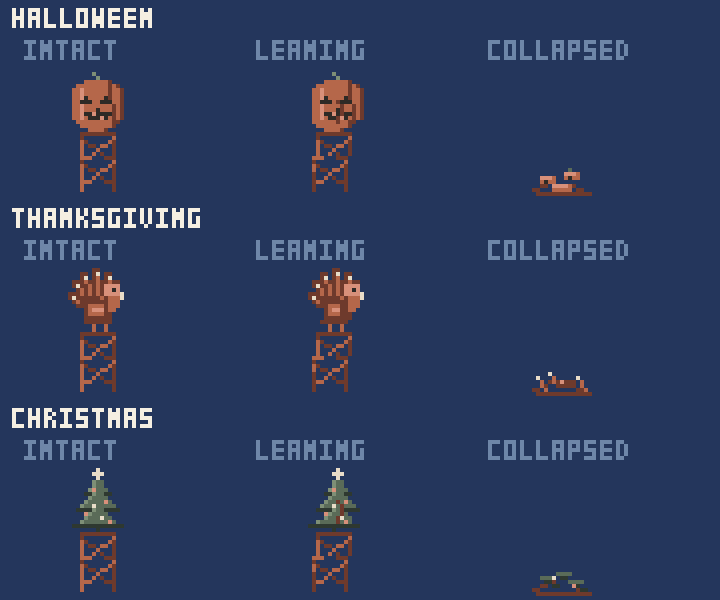 HALLOWEEN
INTACT LEANING COLLAPSED
THANKSGIVING
INTACT LEANING COLLAPSED
CHRISTMAS
INTACT LEANING COLLAPSED